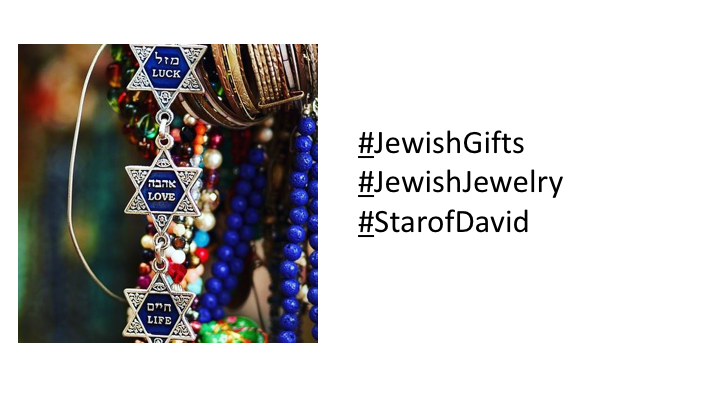 מזל
LUCK
אהבה
LOVE
חיים
LIFE
#JewishGifts
#JewishJewelry
#StarofDavid